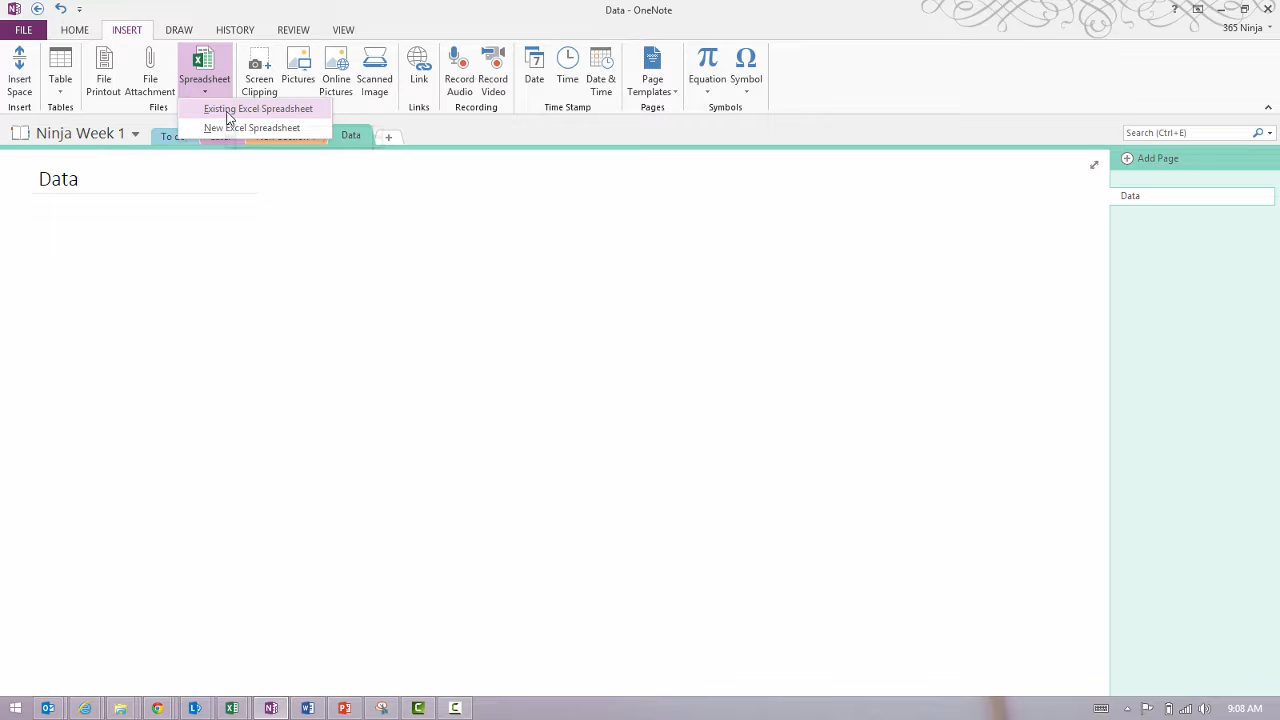 Data - OneNote
?
FILE HOME INSERT DRAW HISTORY REVIEW VIEW
365 Ninja
Insert Space
Table
File Printout
File Attachment
Spreadsheet
Screen Clipping
Pictures
Online Pictures
Scanned Image
Link
Record Audio
Record Video
Date
Time
Date & Time
Page Templates
Equation
Symbol
Insert Tables Files Links Recording Time Stamp Pages Symbols
Existing Excel Spreadsheet
New Excel Spreadsheet
Ninja Week 1
Data
Search (Ctrl+E)
Add Page
Data
Data
9:08 AM